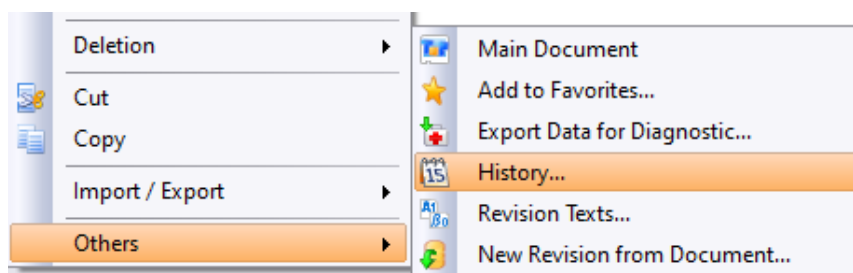 Deletion
Cut
Copy
Import / Export
Others
Main Document
Add to Favorites...
Export Data for Diagnostic...
History...
Revision Texts...
New Revision from Document...